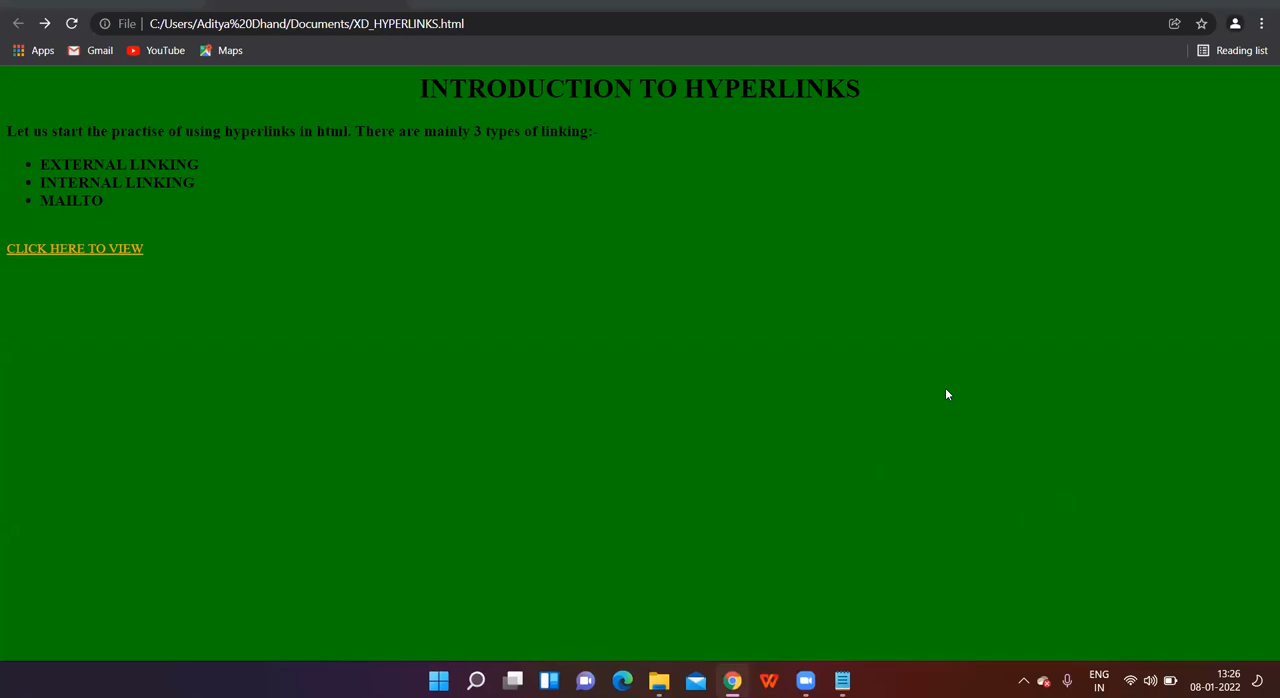 File
C:/Users/Aditya%20Dhand/Documents/XD_HYPERLINKS.html
Apps Gmail YouTube Maps Reading list
INTRODUCTION TO HYPERLINKS
Let us start the practise of using hyperlinks in html. There are mainly 3 types of linking:-
• EXTERNAL LINKING
• INTERNAL LINKING
• MAILTO
CLICK HERE TO VIEW
ENG 13:26
IN 08-01-2022